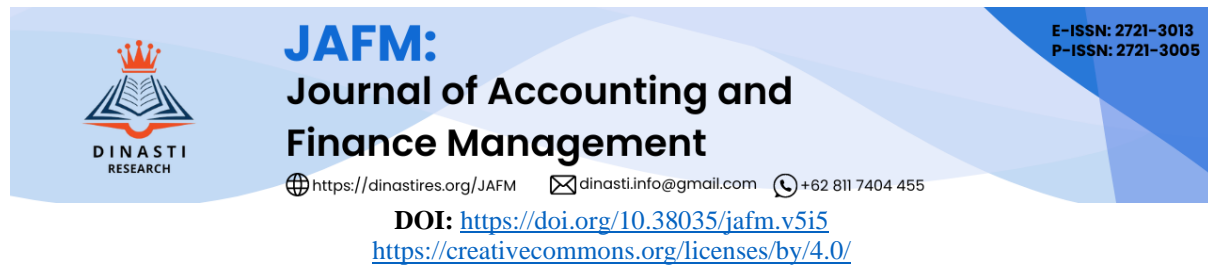 JAFM:
Journal of Accounting and
Finance Management
E-ISSN: 2721-3013
P-ISSN: 2721-3005
DINASTI
RESEARCH
https://dinastires.org/JAFM dinasti.info@gmail.com +62 811 7404 455
DOI: https://doi.org/10.38035/jafm.v5i5
https://creativecommons.org/licenses/by/4.0/